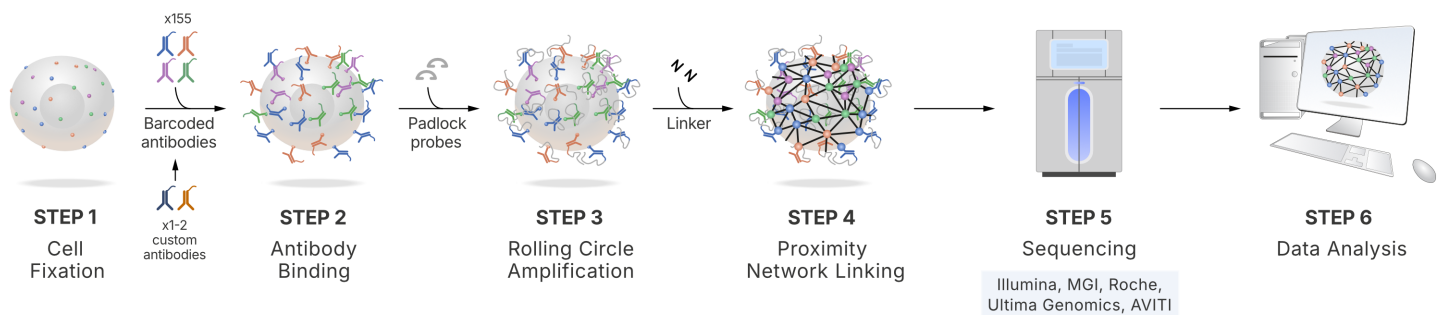 x155
Barcoded
antibodies
x1-2
custom
antibodies
Padlock
probes
Linker
STEP 1
Cell
Fixation
STEP 2
Antibody
Binding
STEP 3
Rolling Circle
Amplification
STEP 4
Proximity
Network Linking
STEP 5
Sequencing
Illumina, MGI, Roche,
Ultima Genomics, AVITI
STEP 6
Data Analysis